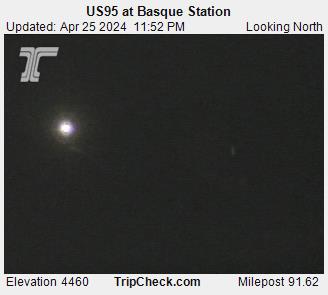 US95 at Basque Station
Updated: Apr 25 2024 11:52 PM Looking North
Elevation 4460 TripCheck.com Milepost 91.62